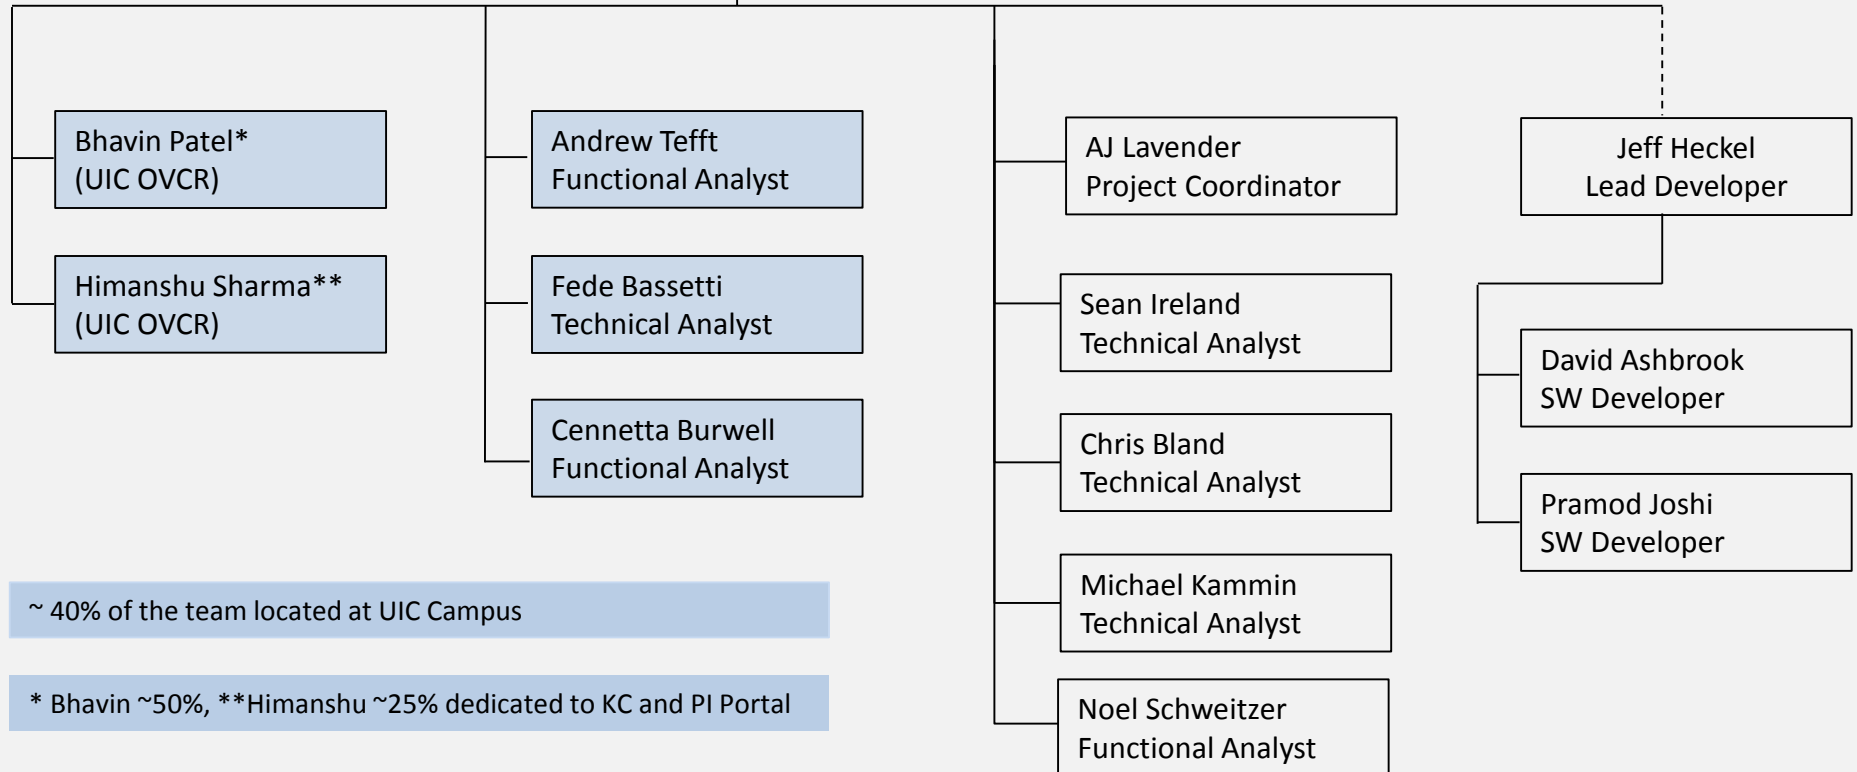 Bhavin Patel*
(UIC OVCR)
Himanshu Sharma**
(UIC OVCR)
Andrew Tefft
Functional Analyst
Fede Bassetti
Technical Analyst
Cennetta Burwell
Functional Analyst
AJ Lavender
Project Coordinator
Sean Ireland
Technical Analyst
Chris Bland
Technical Analyst
Michael Kammin
Technical Analyst
Noel Schweitzer
Functional Analyst
Jeff Heckel
Lead Developer
David Ashbrook
SW Developer
Pramod Joshi
SW Developer
~ 40% of the team located at UIC Campus
* Bhavin ~50%, **Himanshu ~25% dedicated to KC and PI Portal